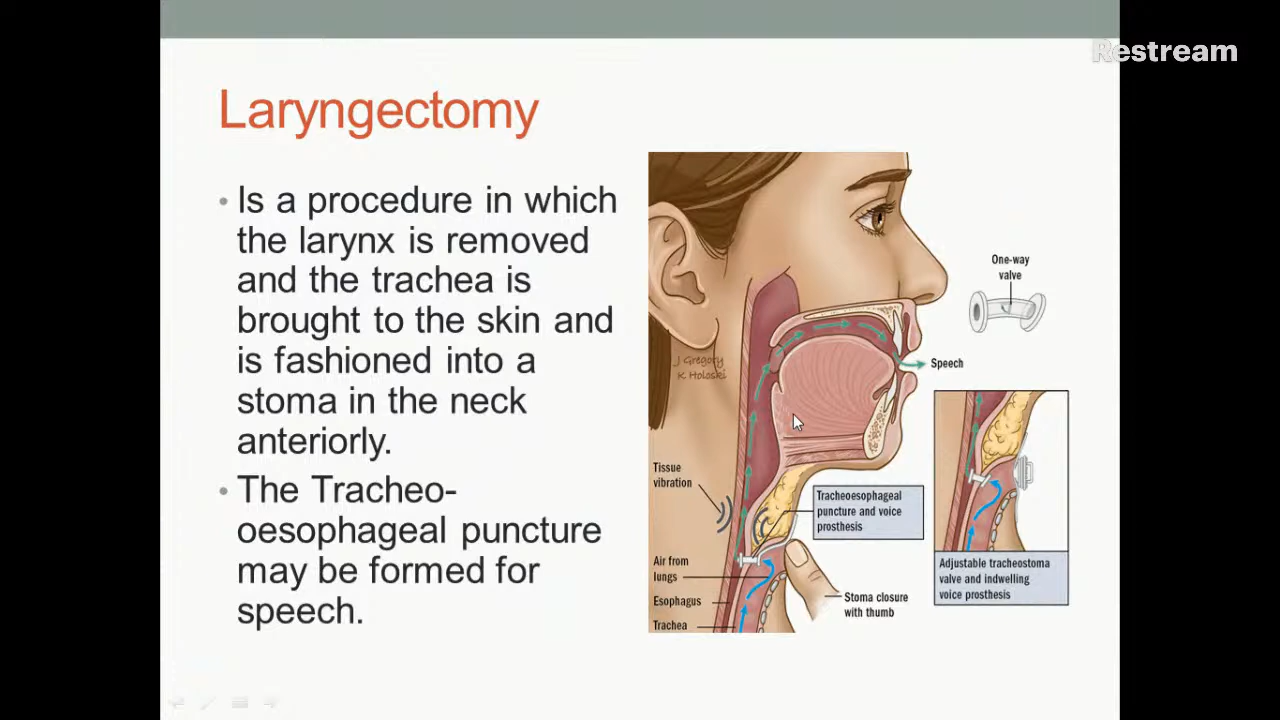 Restream
Laryngectomy
• Is a procedure in which
the larynx is removed
and the trachea is
brought to the skin and
is fashioned into a
stoma in the neck
anteriorly.
• The Tracheo-
oesophageal puncture
may be formed for
speech.
One-way
valve
J Gregory
K Holoski
Speech
Tissue
vibration
Tracheoesophageal
puncture and voice
prosthesis
Air from
lungs
Esophagus
Trachea
Stoma closure
with thumb
Adjustable tracheostoma
valve and indwelling
voice prosthesis